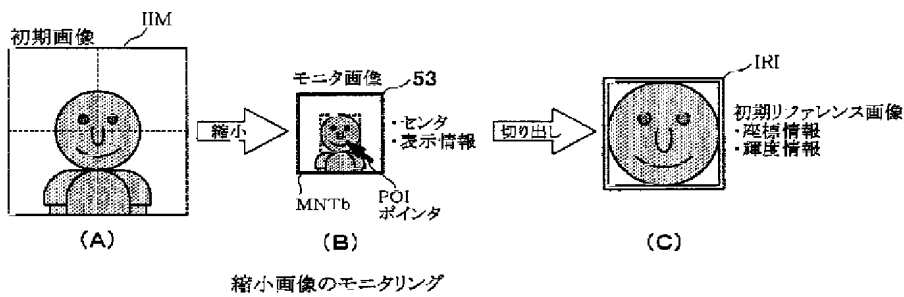 IIM
初期画像
縮小
モニタ画像
53
・センタ
・表示情報
MNTb
POI
ポインタ
切り出し
IRI
初期リファレンス画像
・座標情報
・輝度情報
(A)
(B)
(C)
縮小画像のモニタリング